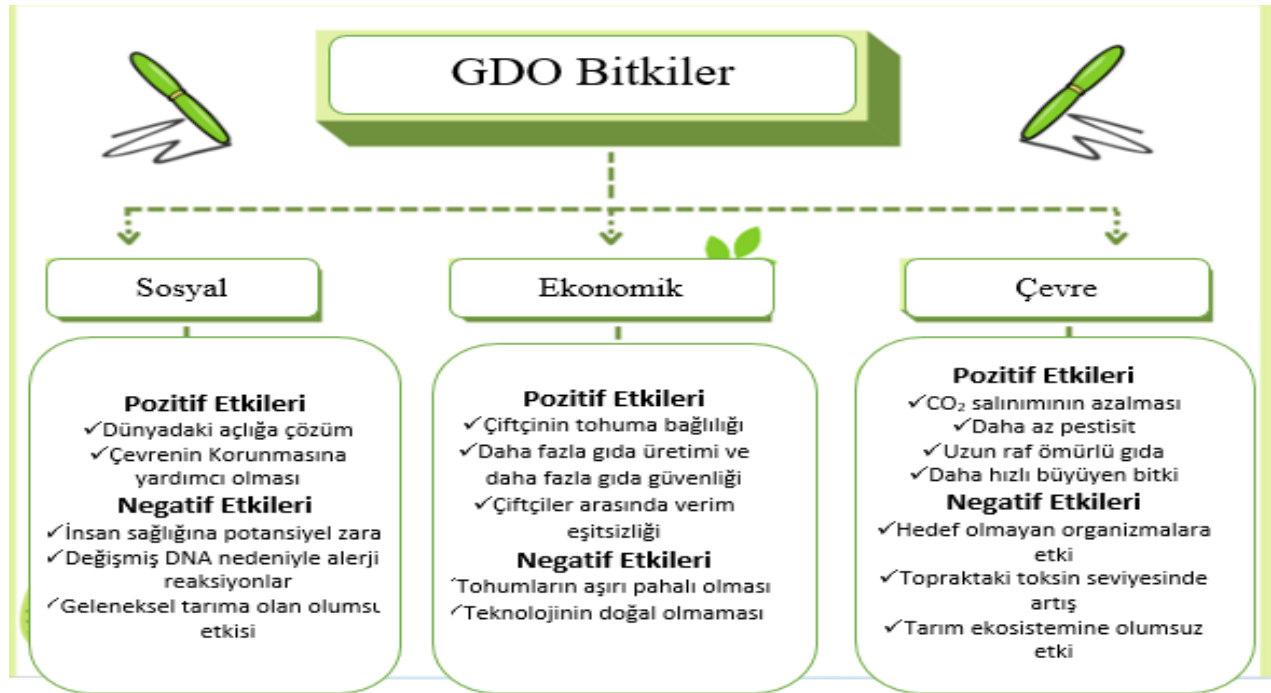 GDO Bitkiler
Sosyal
Pozitif Etkileri
✓Dünyadaki açlığa çözüm
✓Çevrenin Korunmasına
yardımcı olması
Negatif Etkileri
✓İnsan sağlığına potansiyel zara
✓Değişmiş DNA nedeniyle alerji
reaksiyonlar
✓Geleneksel tarıma olan olumsu
etkisi
Ekonomik
Pozitif Etkileri
✓Çiftçinin tohuma bağlılığı
✓Daha fazla gıda üretimi ve
daha fazla gıda güvenliği
✓Çiftçiler arasında verim
eşitsizliği
Negatif Etkileri
✓Tohumların aşırı pahalı olması
✓Teknolojinin doğal olmaması
Çevre
Pozitif Etkileri
✓CO₂ salınımının azalması
✓Daha az pestisit
✓Uzun raf ömürlü gıda
✓Daha hızlı büyüyen bitki
Negatif Etkileri
✓Hedef olmayan organizmalara
etki
✓Topraktaki toksin seviyesinde
artış
✓Tarım ekosistemine olumsuz
etki